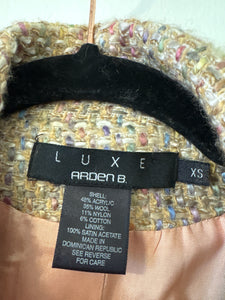 LUXE
ARDEN B.
XS
SHELL:
48% ACRYLIC
35% WOOL
11% NYLON
6% COTTON
LINING:
100% SATIN ACETATE
MADE IN
DOMINICAN REPUBLIC
SEE REVERSE
FOR CARE